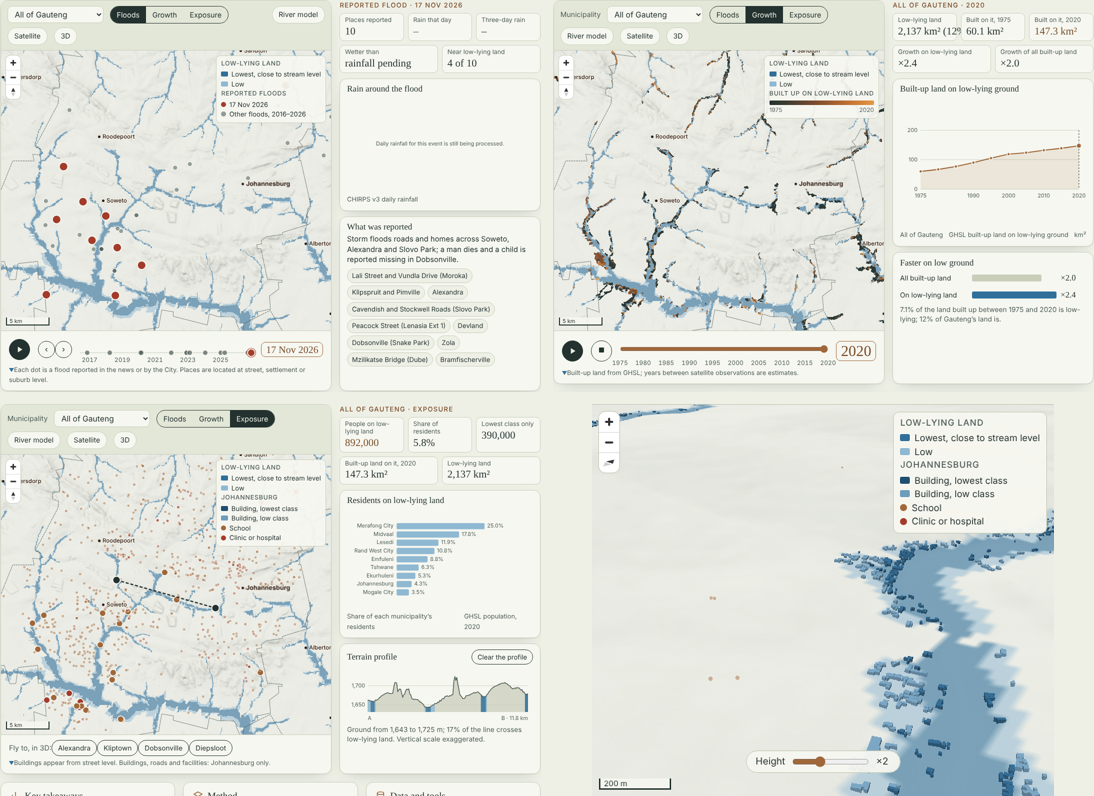 All of Gauteng
Floods
Growth
Exposure
River model
Satellite
3D
Sandton
ersdorp
Roodepoort
Soweto
Johannesburg
Alberton
LOW-LYING LAND
Lowest, close to stream level
Low
REPORTED FLOODS
17 Nov 2026
Other floods, 2016–2026
5 km
2017 2019 2021 2023 2025
17 Nov 2026
▼Each dot is a flood reported in the news or by the City. Places are located at street, settlement or
suburb level.
REPORTED FLOOD · 17 NOV 2026
Places reported
10
Rain that day
–
Three-day rain
–
Wetter than
rainfall pending
Near low-lying land
4 of 10
Rain around the flood
Daily rainfall for this event is still being processed.
CHIRPS v3 daily rainfall
What was reported
Storm floods roads and homes across Soweto,
Alexandra and Slovo Park; a man dies and a child is
reported missing in Dobsonville.
Lali Street and Vundla Drive (Moroka)
Klipspruit and Pimville
Alexandra
Cavendish and Stockwell Roads (Slovo Park)
Peacock Street (Lenasia Ext 1)
Devland
Dobsonville (Snake Park)
Zola
Mzilikatse Bridge (Dube)
Bramfischerville
Municipality
All of Gauteng
Floods
Growth
Exposure
River model
Satellite
3D
ersdorp
Roodepoort
Soweto
Johannesburg
Alberton
LOW-LYING LAND
Lowest, close to stream level
Low
BUILT UP ON LOW-LYING LAND
1975 2020
5 km
1975 1980 1985 1990 1995 2000 2005 2010 2015 2020
2020
▼Built-up land from GHSL; years between satellite observations are estimates.
ALL OF GAUTENG · 2020
Low-lying land
2,137 km² (12%
Built on it, 1975
60.1 km²
Built on it, 2020
147.3 km²
Growth on low-lying land
×2.4
Growth of all built-up land
×2.0
Built-up land on low-lying ground
200
100
0
1975 1990 2000 2010 2020
All of Gauteng GHSL built-up land on low-lying ground km²
Faster on low ground
All built-up land ×2.0
On low-lying land ×2.4
7.1% of the land built up between 1975 and 2020 is low-
lying; 12% of Gauteng's land is.
Municipality
All of Gauteng
Floods
Growth
Exposure
River model
Satellite
3D
ersdorp
Roodepoort
Soweto
Johannesburg
Alberton
LOW-LYING LAND
Lowest, close to stream level
Low
JOHANNESBURG
Building, lowest class
Building, low class
School
Clinic or hospital
5 km
Fly to, in 3D:
Alexandra
Kliptown
Dobsonville
Diepsloot
▼Buildings appear from street level. Buildings, roads and facilities: Johannesburg only.
ALL OF GAUTENG · EXPOSURE
People on low-
lying land
892,000
Share of
residents
5.8%
Lowest class only
390,000
Built-up land on it, 2020
147.3 km²
Low-lying land
2,137 km²
Residents on low-lying land
Merafong City 25.0%
Midvaal 17.8%
Lesedi 11.9%
Rand West City 10.8%
Emfuleni 8.8%
Tshwane 6.3%
Ekurhuleni 5.3%
Johannesburg 4.3%
Mogale City 3.5%
Share of each municipality's
residents
GHSL population,
2020
Terrain profile
Clear the profile
1,700
1,650
A
B · 11.8 km
Ground from 1,643 to 1,725 m; 17% of the line crosses
low-lying land. Vertical scale exaggerated.
LOW-LYING LAND
Lowest, close to stream level
Low
JOHANNESBURG
Building, lowest class
Building, low class
School
Clinic or hospital
Height
×2
200 m
Key takeaways
Method
Data and tools